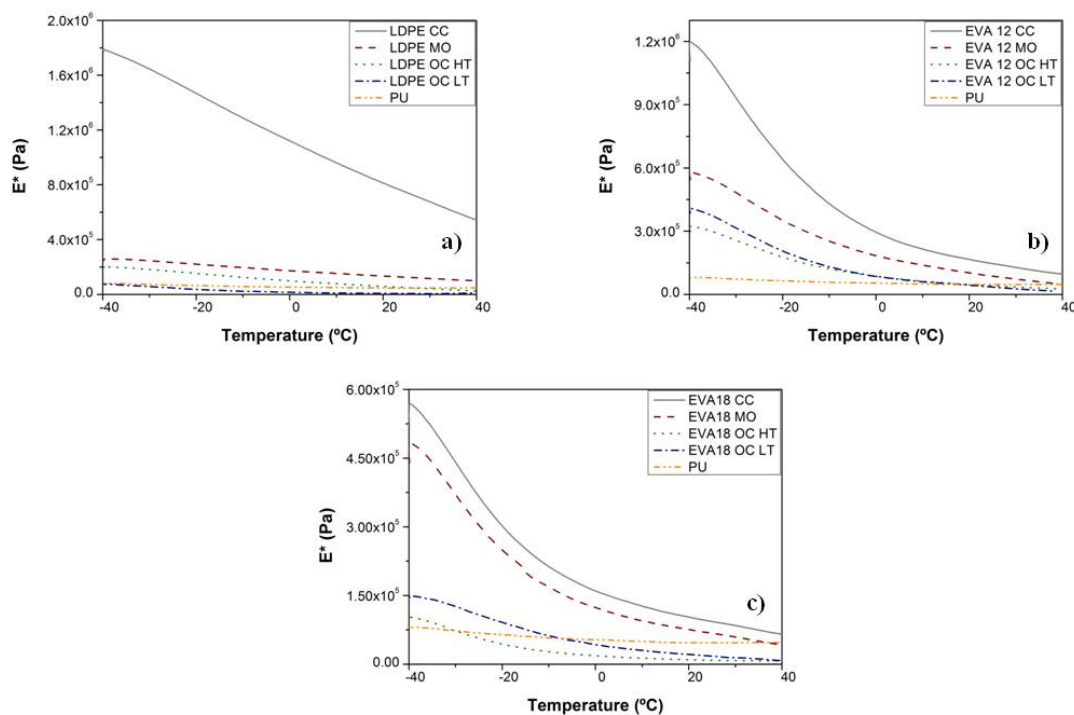 2.0x10⁶
1.6x10⁶
1.2x10⁶
8.0x10⁵
4.0x10⁵
0.0
E* (Pa)
LDPE CC
LDPE MO
LDPE OC HT
LDPE OC LT
PU
a)
-40
-20
0
20
40
Temperature (ºC)
1.2x10⁶
9.0x10⁵
6.0x10⁵
3.0x10⁵
0.0
E* (Pa)
EVA 12 CC
EVA 12 MO
EVA 12 OC HT
EVA 12 OC LT
PU
b)
-40
-20
0
20
40
Temperature (ºC)
6.00x10⁵
4.50x10⁵
3.00x10⁵
1.50x10⁵
0.00
E* (Pa)
EVA18 CC
EVA18 MO
EVA18 OC HT
EVA18 OC LT
PU
c)
-40
-20
0
20
40
Temperature (ºC)